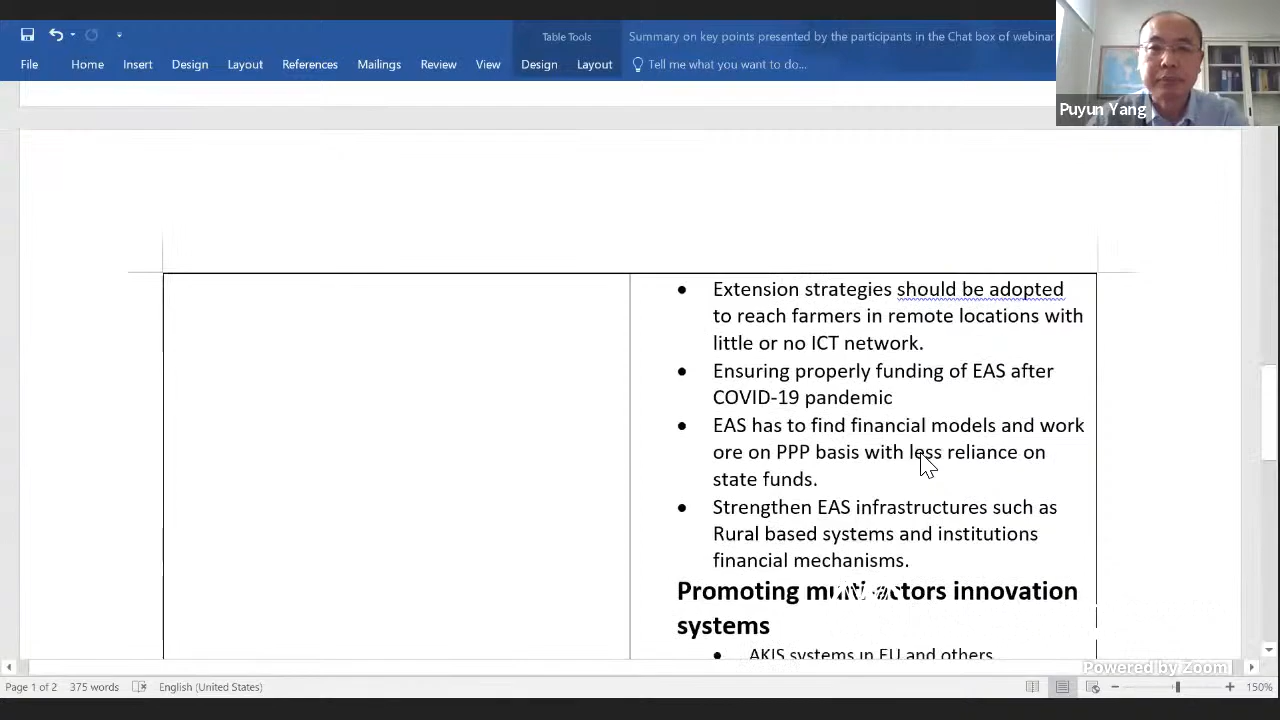 Table Tools
Summary on key points presented by the participants in the Chat box of webinar
File Home Insert Design Layout References Mailings Review View Design Layout Tell me what you want to do...
Puyun Yang
Extension strategies should be adopted
to reach farmers in remote locations with
little or no ICT network.
Ensuring properly funding of EAS after
COVID-19 pandemic
EAS has to find financial models and work
ore on PPP basis with less reliance on
state funds.
Strengthen EAS infrastructures such as
Rural based systems and institutions
financial mechanisms.
Promoting multi actors innovation
systems
AKIS systems in EU and others
Powered by Zoom
Page 1 of 2 375 words English (United States) 150%